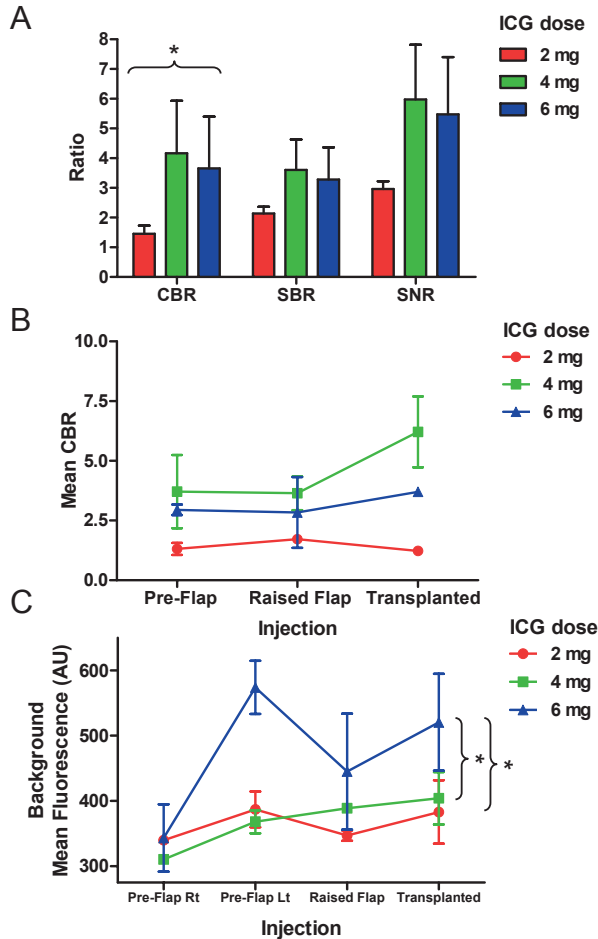 A
ICG dose
2 mg
4 mg
6 mg
*
8
7
6
5
4
3
2
1
0
Ratio
CBR SBR SNR
B
ICG dose
2 mg
4 mg
6 mg
10.0
7.5
5.0
2.5
0.0
Mean CBR
Pre-Flap Raised Flap Transplanted
Injection
C
ICG dose
2 mg
4 mg
6 mg
600
500
400
300
Background
Mean Fluorescence (AU)
* *
Pre-Flap Rt Pre-Flap Lt Raised Flap Transplanted
Injection